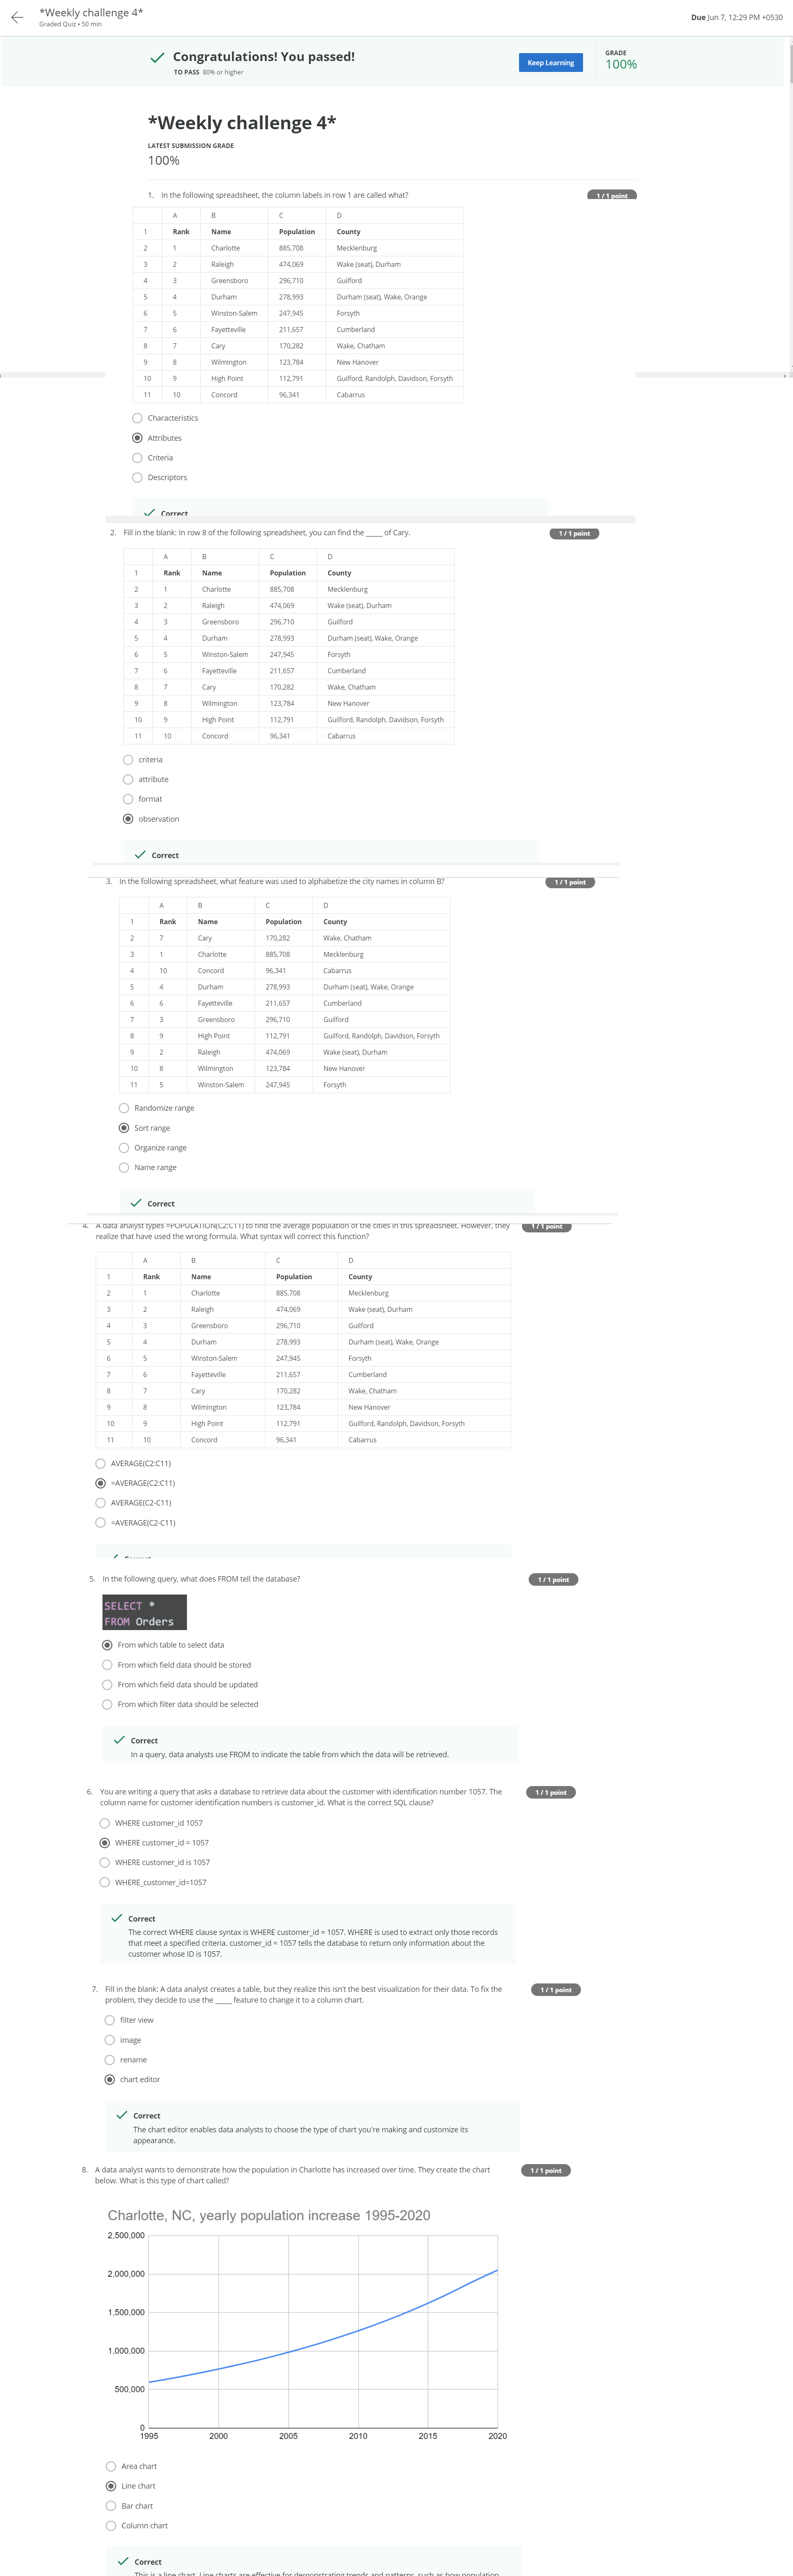 *Weekly challenge 4*
Graded Quiz • 50 min
Due Jun 7, 12:29 PM +0530
Congratulations! You passed!
TO PASS 80% or higher
Keep Learning
GRADE
100%
*Weekly challenge 4*
LATEST SUBMISSION GRADE
100%
1. In the following spreadsheet, the column labels in row 1 are called what?
1 / 1 point
A B C D
1 Rank Name Population County
2 1 Charlotte 885,708 Mecklenburg
3 2 Raleigh 474,069 Wake (seat), Durham
4 3 Greensboro 296,710 Guilford
5 4 Durham 278,993 Durham (seat), Wake, Orange
6 5 Winston-Salem 247,945 Forsyth
7 6 Fayetteville 211,657 Cumberland
8 7 Cary 170,282 Wake, Chatham
9 8 Wilmington 123,784 New Hanover
10 9 High Point 112,791 Guilford, Randolph, Davidson, Forsyth
11 10 Concord 96,341 Cabarrus
Characteristics
Attributes
Criteria
Descriptors
Correct
2. Fill in the blank: In row 8 of the following spreadsheet, you can find the _____ of Cary.
1 / 1 point
A B C D
1 Rank Name Population County
2 1 Charlotte 885,708 Mecklenburg
3 2 Raleigh 474,069 Wake (seat), Durham
4 3 Greensboro 296,710 Guilford
5 4 Durham 278,993 Durham (seat), Wake, Orange
6 5 Winston-Salem 247,945 Forsyth
7 6 Fayetteville 211,657 Cumberland
8 7 Cary 170,282 Wake, Chatham
9 8 Wilmington 123,784 New Hanover
10 9 High Point 112,791 Guilford, Randolph, Davidson, Forsyth
11 10 Concord 96,341 Cabarrus
criteria
attribute
format
observation
Correct
3. In the following spreadsheet, what feature was used to alphabetize the city names in column B?
1 / 1 point
A B C D
1 Rank Name Population County
2 7 Cary 170,282 Wake, Chatham
3 1 Charlotte 885,708 Mecklenburg
4 10 Concord 96,341 Cabarrus
5 4 Durham 278,993 Durham (seat), Wake, Orange
6 6 Fayetteville 211,657 Cumberland
7 3 Greensboro 296,710 Guilford
8 9 High Point 112,791 Guilford, Randolph, Davidson, Forsyth
9 2 Raleigh 474,069 Wake (seat), Durham
10 8 Wilmington 123,784 New Hanover
11 5 Winston-Salem 247,945 Forsyth
Randomize range
Sort range
Organize range
Name range
Correct
4. A data analyst types =POPULATION(C2:C11) to find the average population of the cities in this spreadsheet. However, they
1 / 1 point
realize that have used the wrong formula. What syntax will correct this function?
A B C D
1 Rank Name Population County
2 1 Charlotte 885,708 Mecklenburg
3 2 Raleigh 474,069 Wake (seat), Durham
4 3 Greensboro 296,710 Guilford
5 4 Durham 278,993 Durham (seat), Wake, Orange
6 5 Winston-Salem 247,945 Forsyth
7 6 Fayetteville 211,657 Cumberland
8 7 Cary 170,282 Wake, Chatham
9 8 Wilmington 123,784 New Hanover
10 9 High Point 112,791 Guilford, Randolph, Davidson, Forsyth
11 10 Concord 96,341 Cabarrus
AVERAGE(C2:C11)
=AVERAGE(C2:C11)
AVERAGE(C2-C11)
=AVERAGE(C2-C11)
5. In the following query, what does FROM tell the database?
1 / 1 point
SELECT *
FROM Orders
From which table to select data
From which field data should be stored
From which field data should be updated
From which filter data should be selected
Correct
In a query, data analysts use FROM to indicate the table from which the data will be retrieved.
6. You are writing a query that asks a database to retrieve data about the customer with identification number 1057. The
1 / 1 point
column name for customer identification numbers is customer_id. What is the correct SQL clause?
WHERE customer_id 1057
WHERE customer_id = 1057
WHERE customer_id is 1057
WHERE_customer_id=1057
Correct
The correct WHERE clause syntax is WHERE customer_id = 1057. WHERE is used to extract only those records
that meet a specified criteria. customer_id = 1057 tells the database to return only information about the
customer whose ID is 1057.
7. Fill in the blank: A data analyst creates a table, but they realize this isn't the best visualization for their data. To fix the
1 / 1 point
problem, they decide to use the _____ feature to change it to a column chart.
filter view
image
rename
chart editor
Correct
The chart editor enables data analysts to choose the type of chart you're making and customize its
appearance.
8. A data analyst wants to demonstrate how the population in Charlotte has increased over time. They create the chart
1 / 1 point
below. What is this type of chart called?
Charlotte, NC, yearly population increase 1995-2020
2,500,000
2,000,000
1,500,000
1,000,000
500,000
0
1995 2000 2005 2010 2015 2020
Area chart
Line chart
Bar chart
Column chart
Correct
This is a line chart. Line charts are effective for demonstrating trends and patterns, such as how population